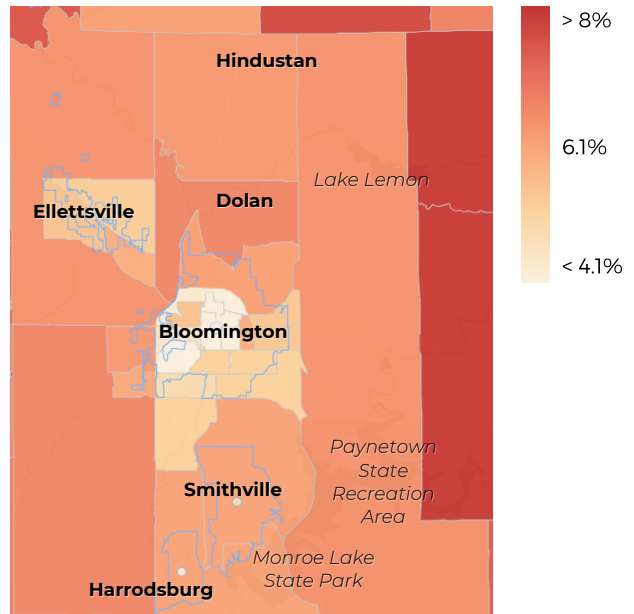 Hindustan
Lake Lemon
Ellettsville
Dolan
Bloomington
Paynetown
State
Recreation
Area
Smithville
Monroe Lake
State Park
Harrodsburg
> 8%
6.1%
< 4.1%